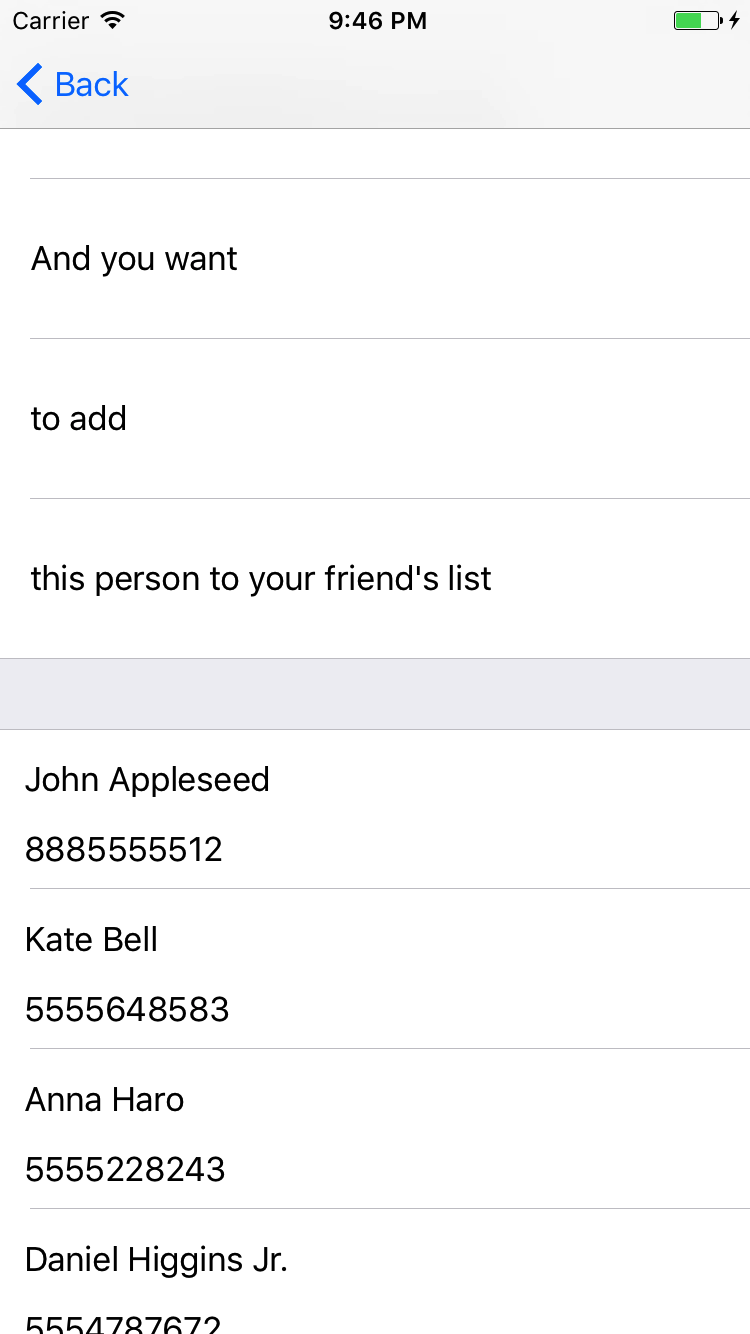 Carrier 9:46 PM
Back
And you want
to add
this person to your friend's list
John Appleseed
8885555512
Kate Bell
5555648583
Anna Haro
5555228243
Daniel Higgins Jr.
5554787672